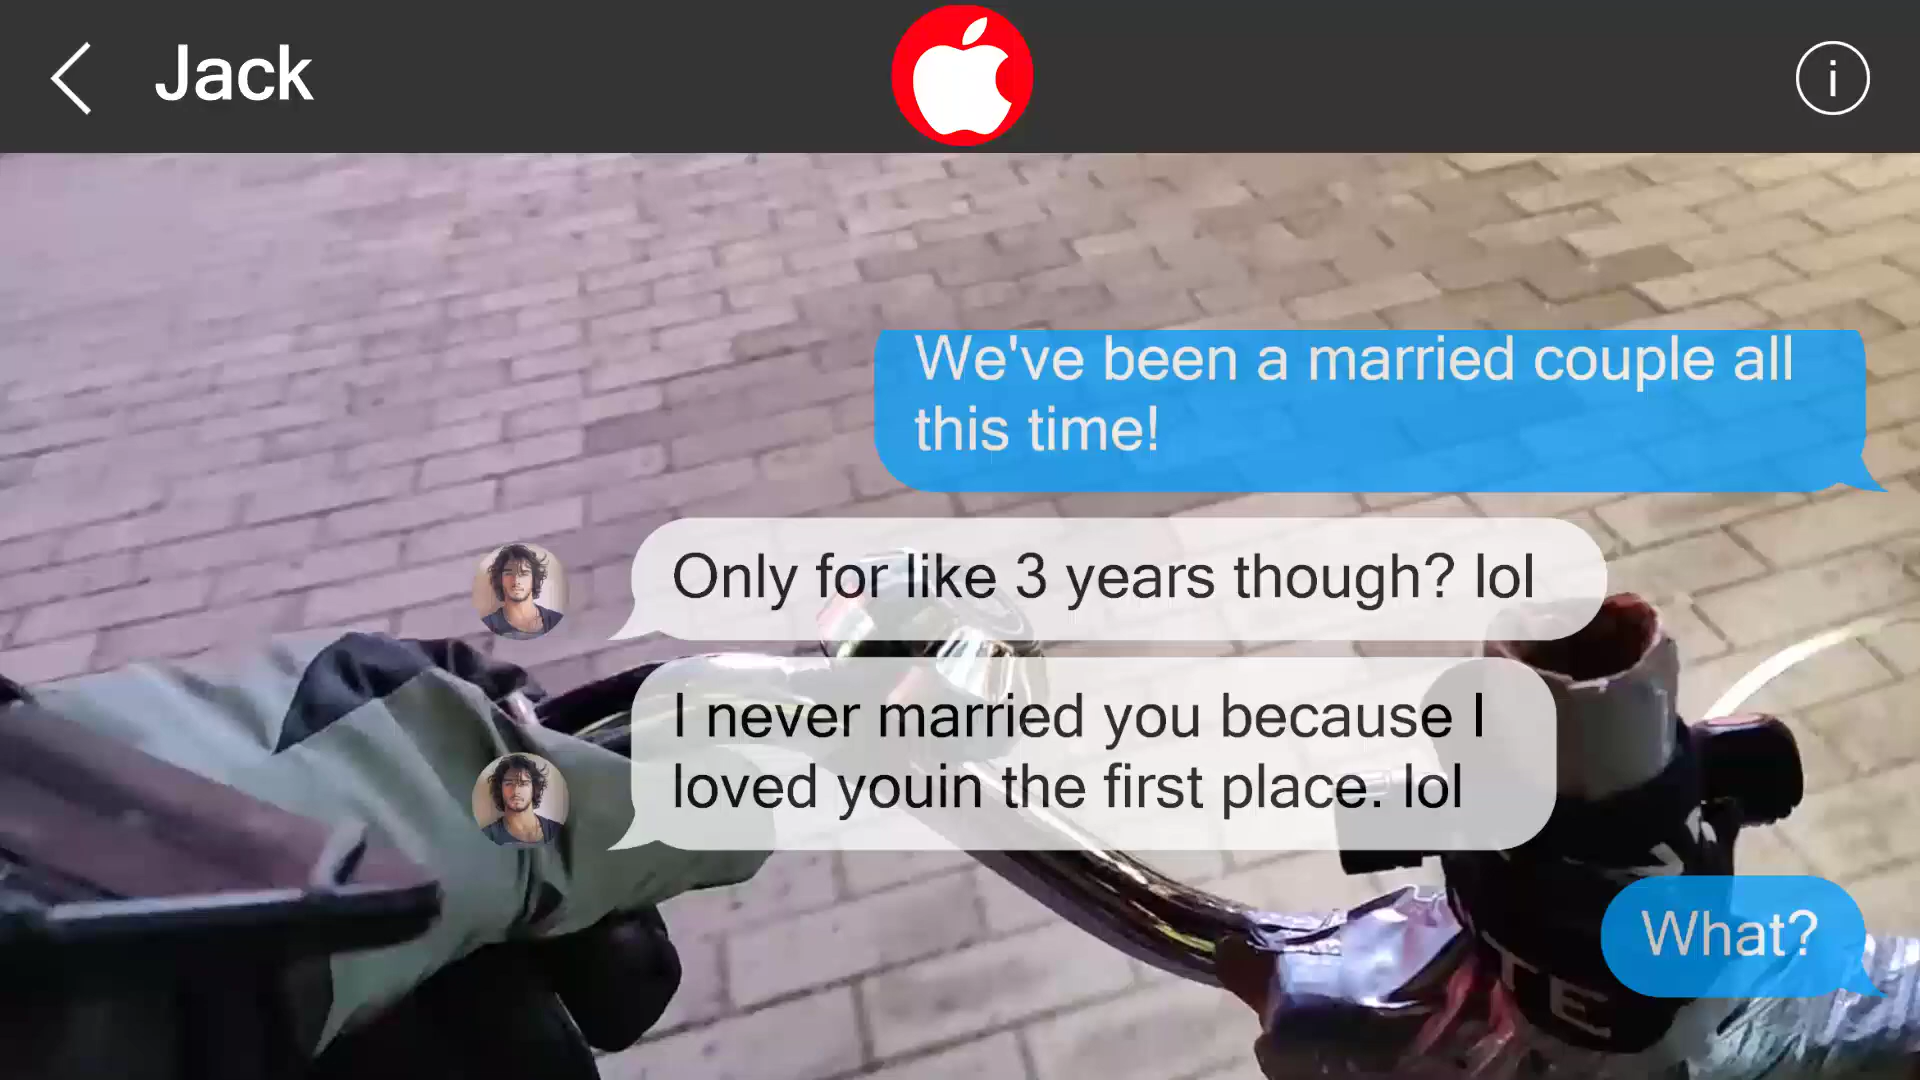 Jack
i
We've been a married couple all
this time!
Only for like 3 years though? lol
I never married you because I
loved youin the first place. lol
What?
TE